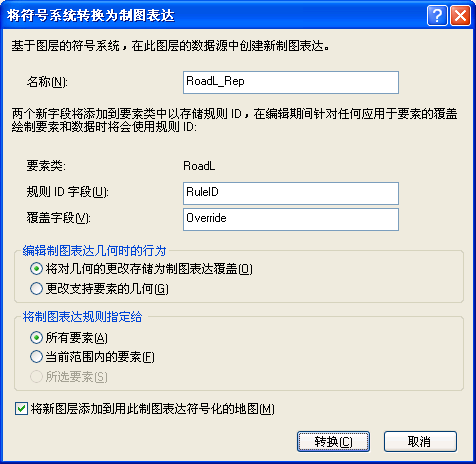 将符号系统转换为制图表达
基于图层的符号系统，在此图层的数据源中创建新制图表达。
名称(N):
RoadL_Rep
两个新字段将添加到要素类中以存储规则 ID，在编辑期间针对任何应用于要素的覆盖
绘制要素和数据时将会使用规则 ID:
要素类:
RoadL
规则 ID 字段(U):
RuleID
覆盖字段(V):
Override
编辑制图表达几何时的行为
将对几何的更改存储为制图表达覆盖(O)
更改支持要素的几何(G)
将制图表达规则指定给
所有要素(A)
当前范围内的要素(F)
所选要素(S)
将新图层添加到用此制图表达符号化的地图(M)
转换(C)
取消